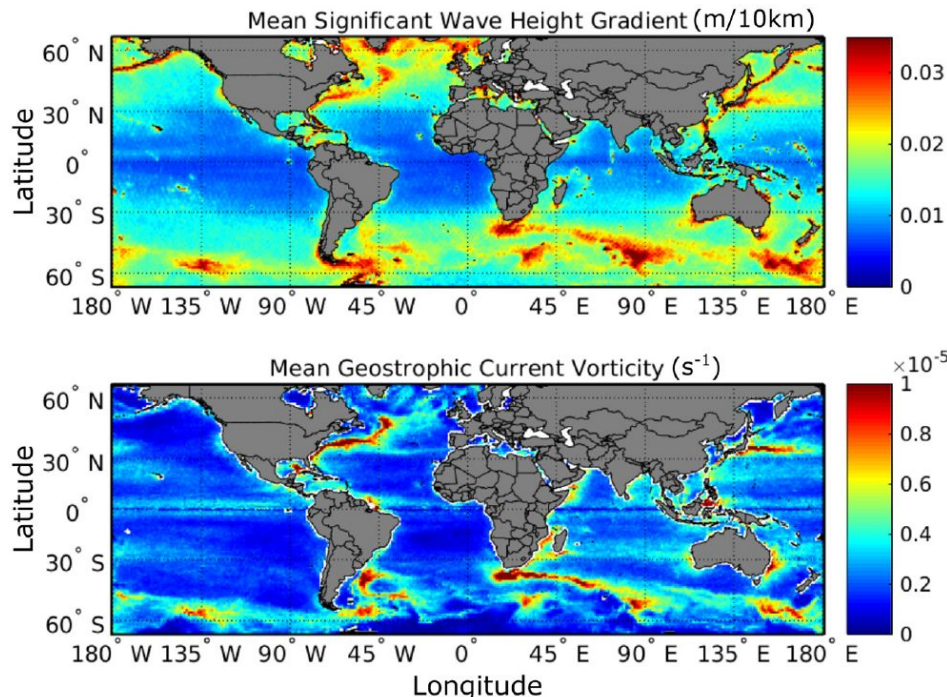 Mean Significant Wave Height Gradient (m/10km)
60° N
30° N
0°
30° S
60° S
Latitude
180° W 135° W 90° W 45° W 0 45° E 90° E 135° E 180° E
0.03
0.02
0.01
0
Mean Geostrophic Current Vorticity (s⁻¹)
×10⁻⁵
60° N
30° N
0°
30° S
60° S
Latitude
180° W 135° W 90° W 45° W 0 45° E 90° E 135° E 180° E
Longitude
1
0.8
0.6
0.4
0.2
0